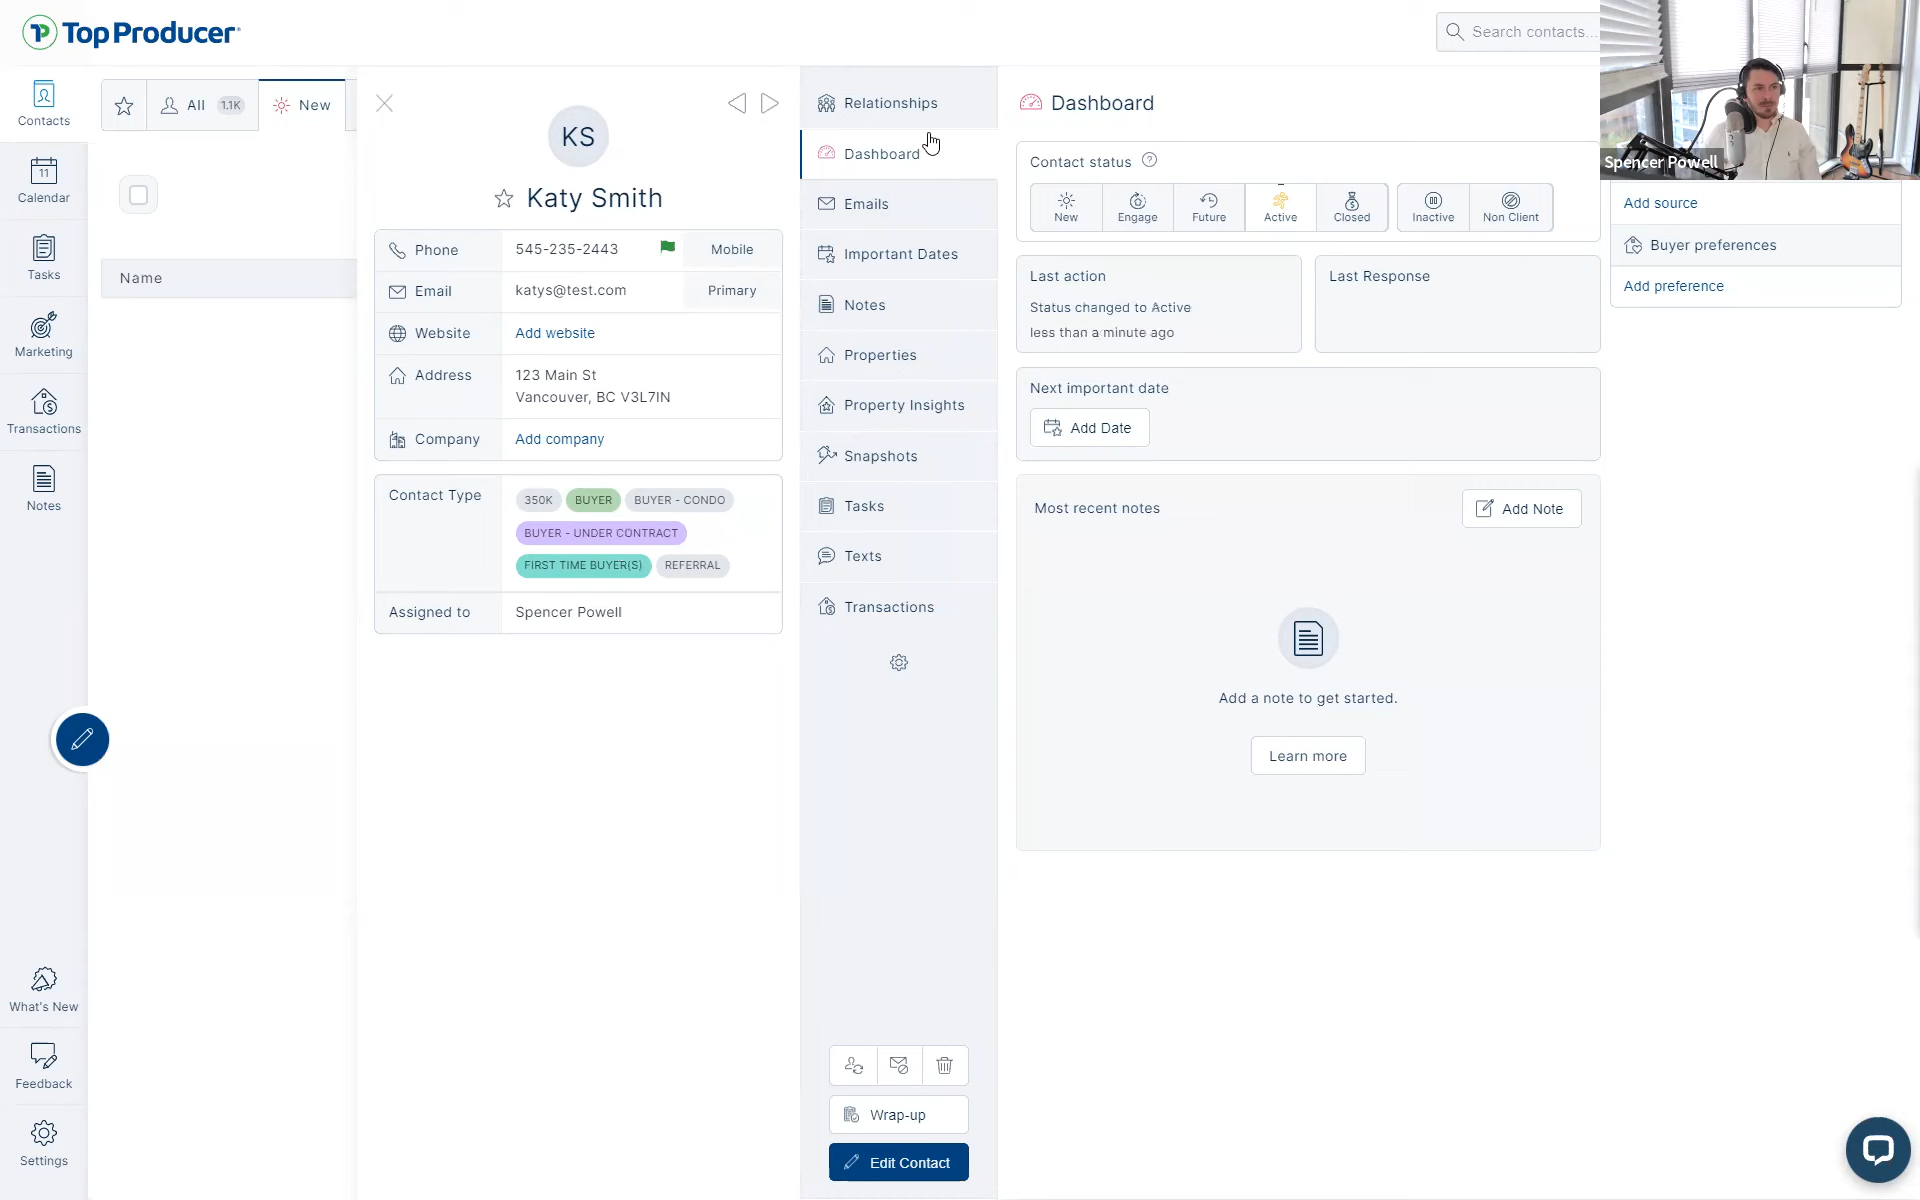 Top Producer
Search contacts...
Spencer Powell
Contacts
11
Calendar
Tasks
Marketing
Transactions
Notes
What's New
Feedback
Settings
All 1.1K
New
Name
KS
Katy Smith
Phone 545-235-2443 Mobile
Email katys@test.com Primary
Website Add website
Address 123 Main St
Vancouver, BC V3L7IN
Company Add company
Contact Type 350K BUYER BUYER - CONDO
BUYER - UNDER CONTRACT
FIRST TIME BUYER(S) REFERRAL
Assigned to Spencer Powell
Relationships
Dashboard
Emails
Important Dates
Notes
Properties
Property Insights
Snapshots
Tasks
Texts
Transactions
Wrap-up
Edit Contact
Dashboard
Contact status ?
New Engage Future Active Closed Inactive Non Client
Last action
Status changed to Active
less than a minute ago
Last Response
Next important date
Add Date
Most recent notes
Add Note
Add a note to get started.
Learn more
Add source
Buyer preferences
Add preference